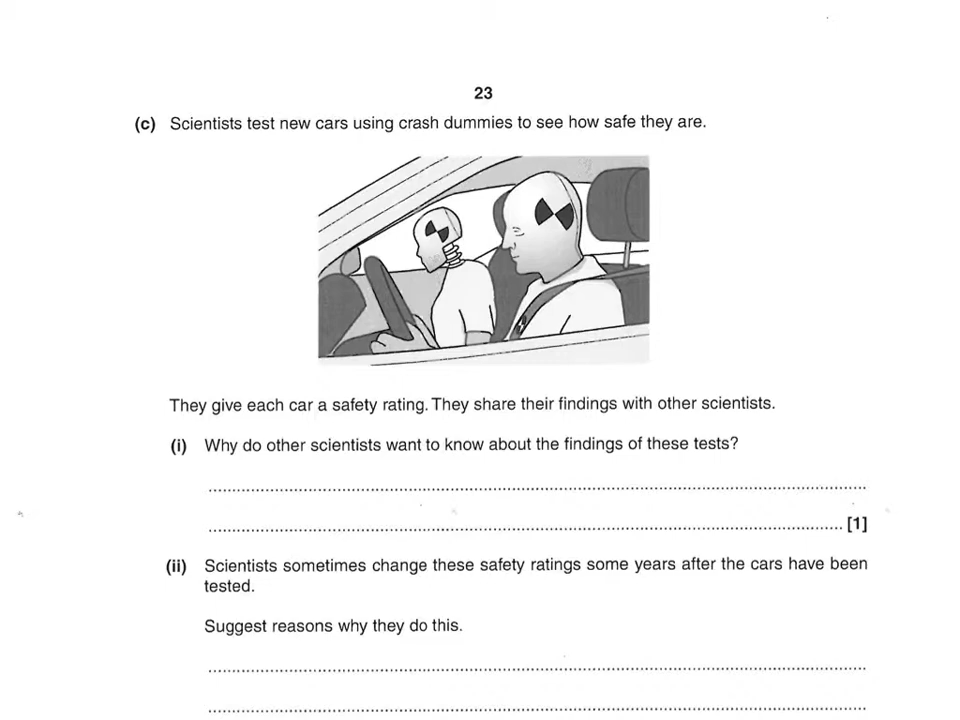 23
(c) Scientists test new cars using crash dummies to see how safe they are.
They give each car a safety rating. They share their findings with other scientists.
(i) Why do other scientists want to know about the findings of these tests?
[1]
(ii) Scientists sometimes change these safety ratings some years after the cars have been
tested.
Suggest reasons why they do this.